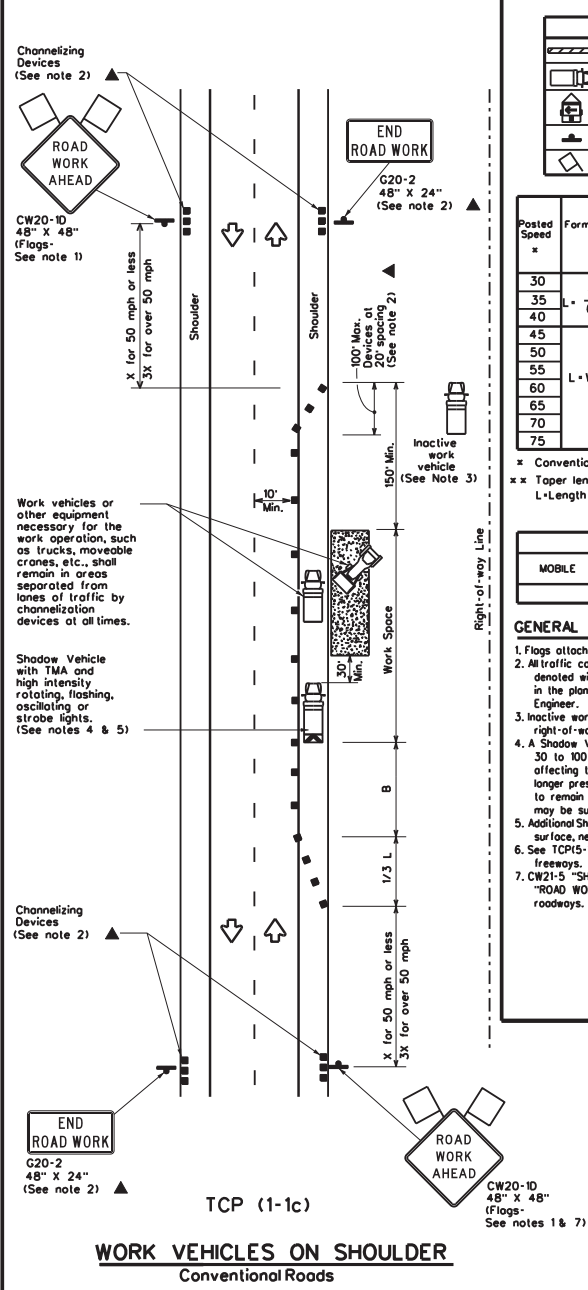 Channelizing
Devices
(See note 2) ▲
ROAD
WORK
AHEAD
CW20-1D
48" X 48"
(Flags-
See note 1)
END
ROAD WORK
G20-2
48" X 24"
(See note 2) ▲
X for 50 mph or less
3X for over 50 mph
Shoulder
Shoulder
100' Max.
Devices at
20' spacing
(See note 2)
▲
150' Min.
Inactive
work
vehicle
(See Note 3)
10'
Min.
Work vehicles or
other equipment
necessary for the
work operation, such
as trucks, moveable
cranes, etc., shall
remain in areas
separated from
lanes of traffic by
channelization
devices at all times.
Right-of-way Line
Work Space
30'
Min.
Shadow Vehicle
with TMA and
high intensity
rotating, flashing,
oscillating or
strobe lights.
(See notes 4 & 5)
B
1/3 L
Channelizing
Devices
(See note 2) ▲
X for 50 mph or less
3X for over 50 mph
END
ROAD WORK
G20-2
48" X 24"
(See note 2) ▲
ROAD
WORK
AHEAD
CW20-1D
48" X 48"
(Flags-
See notes 1 & 7)
TCP (1-1c)
WORK VEHICLES ON SHOULDER
Conventional Roads
Posted
Speed
x
Form
30
35
40
L=
45
50
55
60
65
70
75
x Conventio
x x Taper len
L=Length
MOBILE
GENERAL
1. Flags attach
2. All traffic co
denoted wi
in the plan
Engineer.
3. Inactive wor
right-of-wa
4. A Shadow V
30 to 100
affecting t
longer pres
to remain
may be su
5. Additional Sh
surface, ne
6. See TCP(5-
freeways.
7. CW21-5 "SH
"ROAD WO
roadways.